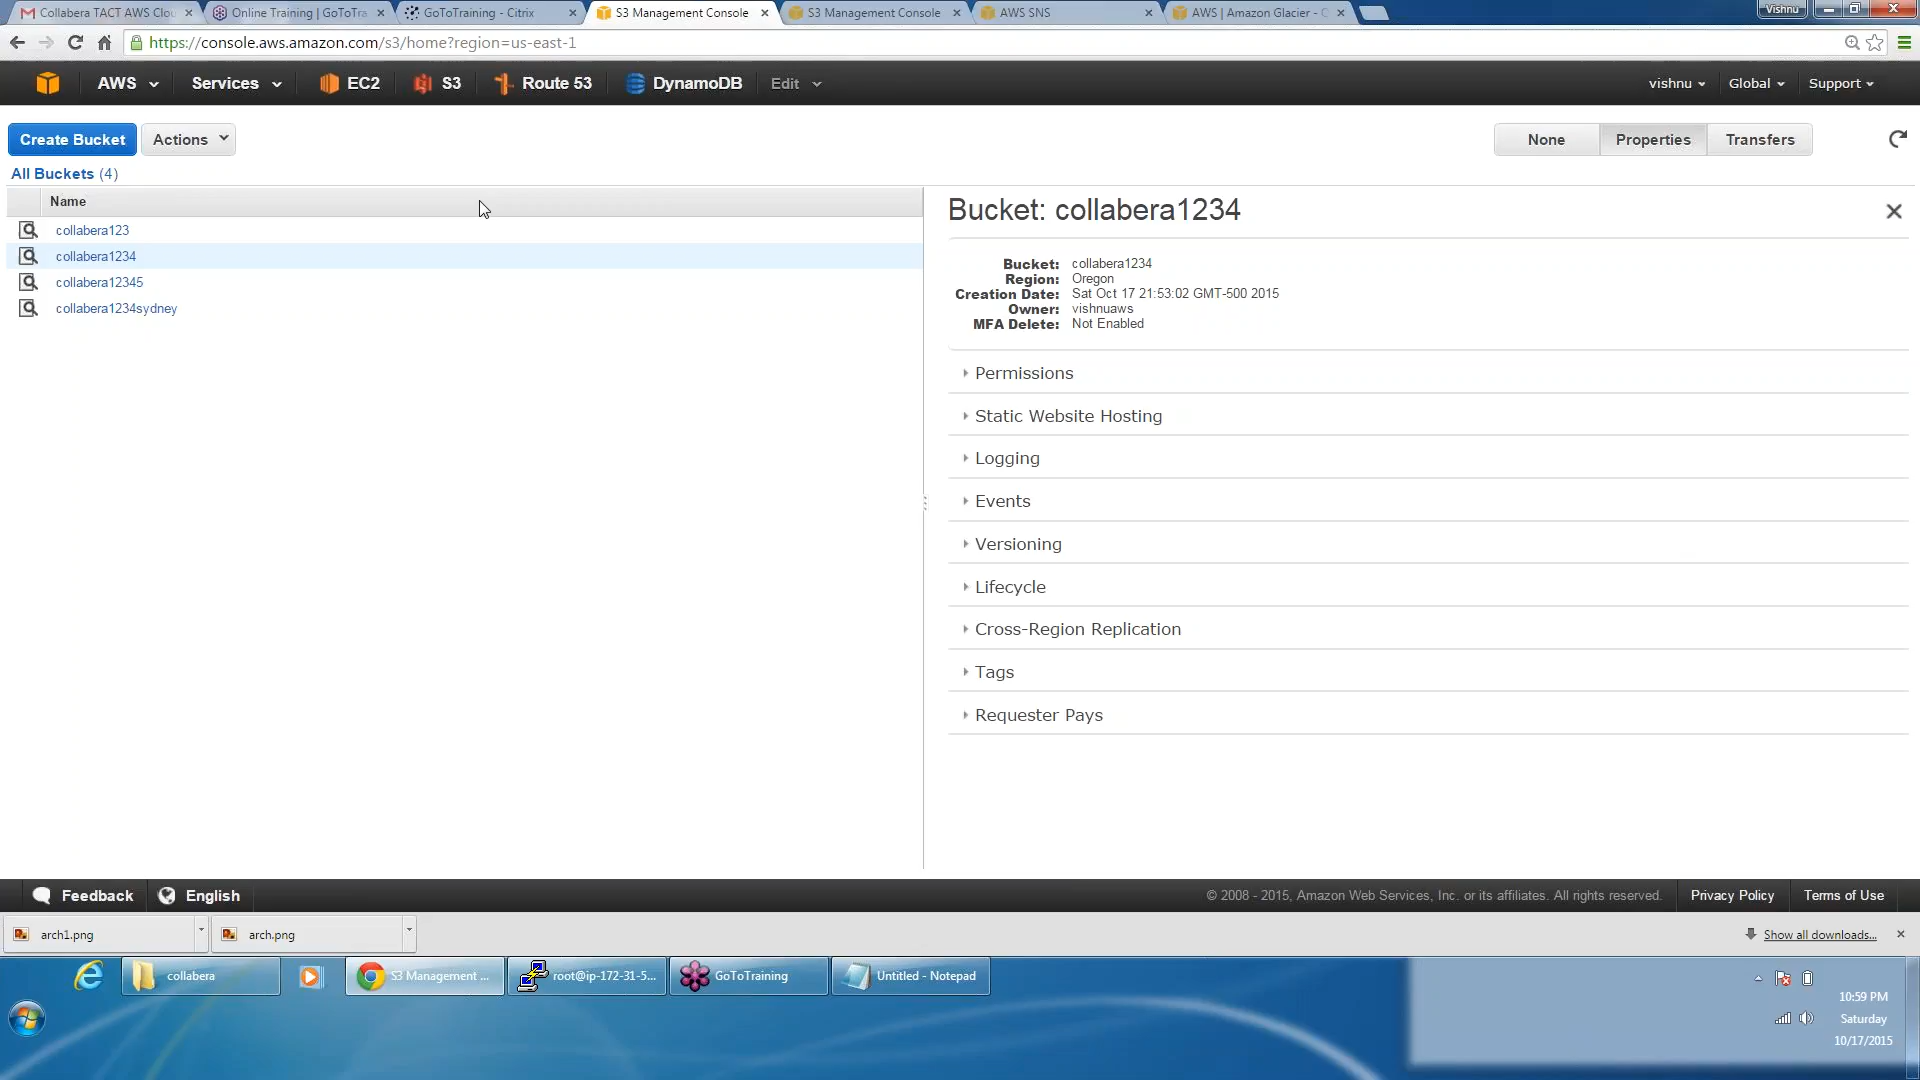 Collabera TACT AWS Clou
Online Training | GoToTra
GoToTraining - Citrix
S3 Management Console
S3 Management Console
AWS SNS
AWS | Amazon Glacier - C
Vishnu
https://console.aws.amazon.com/s3/home?region=us-east-1
AWS
Services
EC2
S3
Route 53
DynamoDB
Edit
vishnu
Global
Support
Create Bucket
Actions
None
Properties
Transfers
All Buckets (4)
Name
collabera123
collabera1234
collabera12345
collabera1234sydney
Bucket: collabera1234
Bucket: collabera1234
Region: Oregon
Creation Date: Sat Oct 17 21:53:02 GMT-500 2015
Owner: vishnuaws
MFA Delete: Not Enabled
Permissions
Static Website Hosting
Logging
Events
Versioning
Lifecycle
Cross-Region Replication
Tags
Requester Pays
Feedback
English
© 2008 - 2015, Amazon Web Services, Inc. or its affiliates. All rights reserved.
Privacy Policy
Terms of Use
arch1.png
arch.png
Show all downloads...
collabera
S3 Management ...
root@ip-172-31-5...
GoToTraining
Untitled - Notepad
10:59 PM
Saturday
10/17/2015